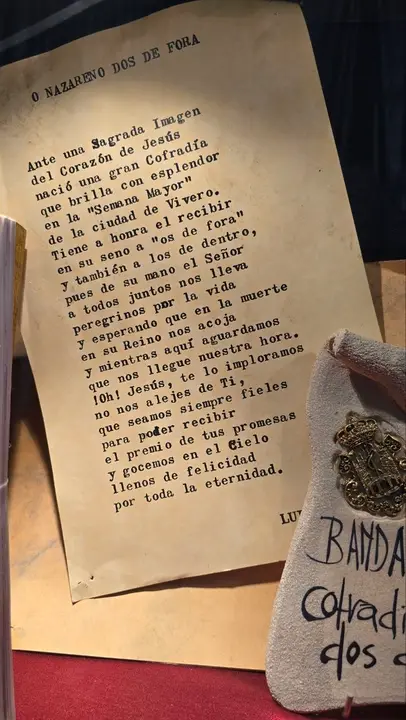 O NAZARENO DOS DE FORA
Ante una Sagrada Imagen
del Corazón de Jesús
nació una gran Cofradía
que brilla con esplendor
en la "Semana Mayor"
de la ciudad de Vivero.
Tiene a honra el recibir
en su seno a "os de fora"
y también a los de dentro,
pues de su mano el Señor
a todos juntos nos lleva
peregrinos por la vida
y esperando que en la muerte
en su Reino nos acoja
y mientras aquí aguardamos
que nos llegue nuestra hora.
!Oh! Jesús, te lo imploramos
no nos alejes de Ti,
que seamos siempre fieles
para poder recibir
el premio de tus promesas
y gocemos en el Cielo
llenos de felicidad
por toda la eternidad.
BANDA
cofradi
dos